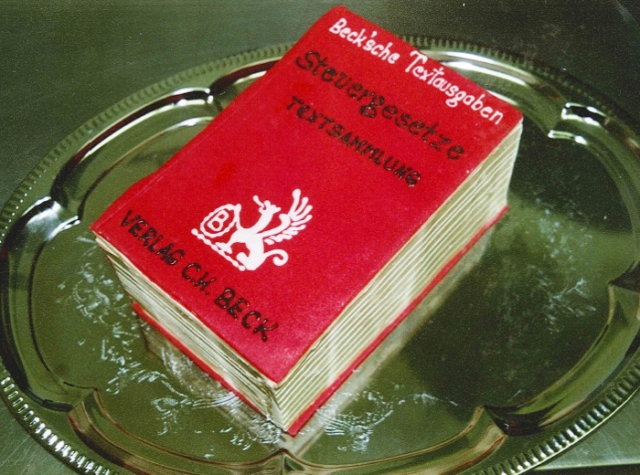 Beck'sche Textausgaben
Steuergesetze
TEXTSAMMLUNG
B
VERLAG C.H. BECK